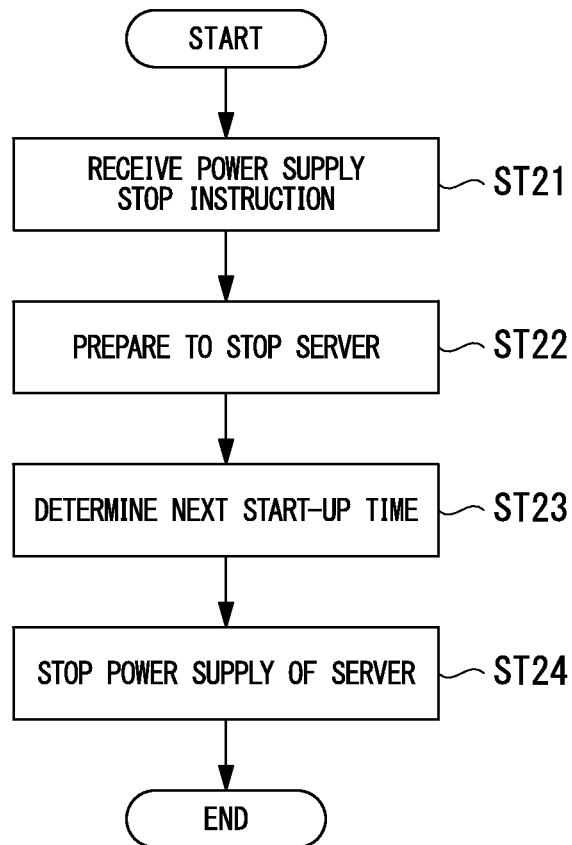 START
RECEIVE POWER SUPPLY
STOP INSTRUCTION
ST21
PREPARE TO STOP SERVER
ST22
DETERMINE NEXT START-UP TIME
ST23
STOP POWER SUPPLY OF SERVER
ST24
END